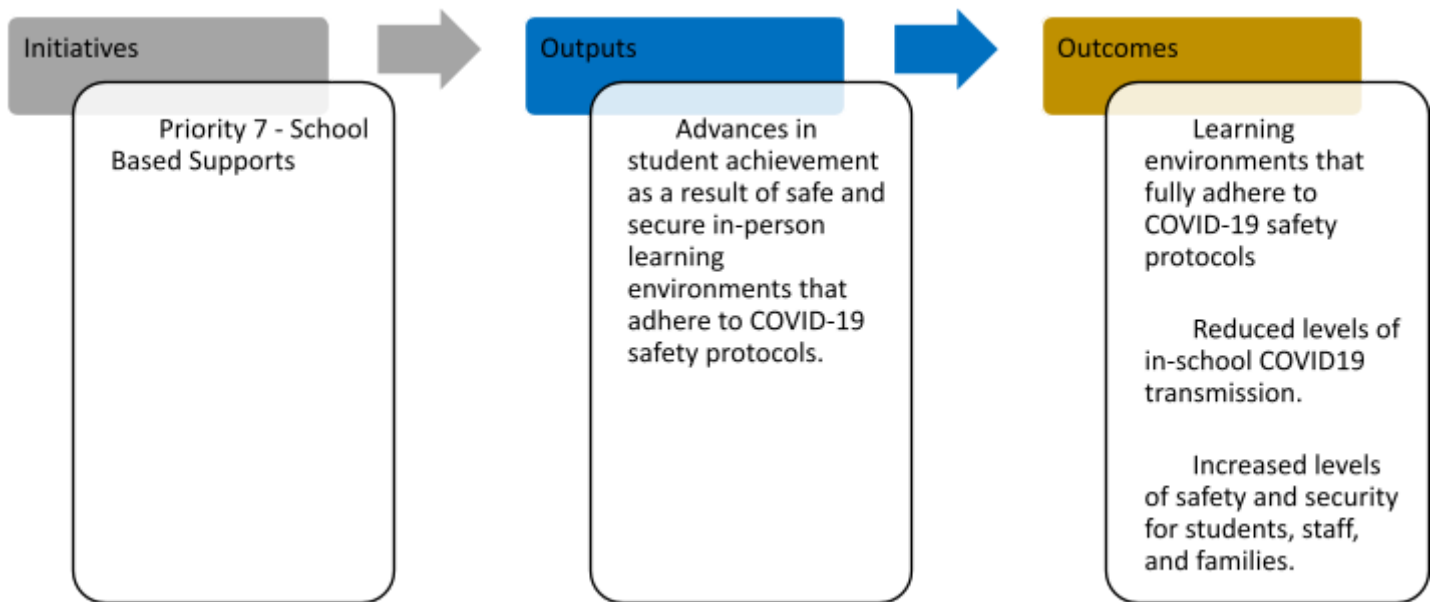 Initiatives
Priority 7 - School
Based Supports
Outputs
Advances in
student achievement
as a result of safe and
secure in-person
learning
environments that
adhere to COVID-19
safety protocols.
Outcomes
Learning
environments that
fully adhere to
COVID-19 safety
protocols
Reduced levels of
in-school COVID19
transmission.
Increased levels
of safety and security
for students, staff,
and families.